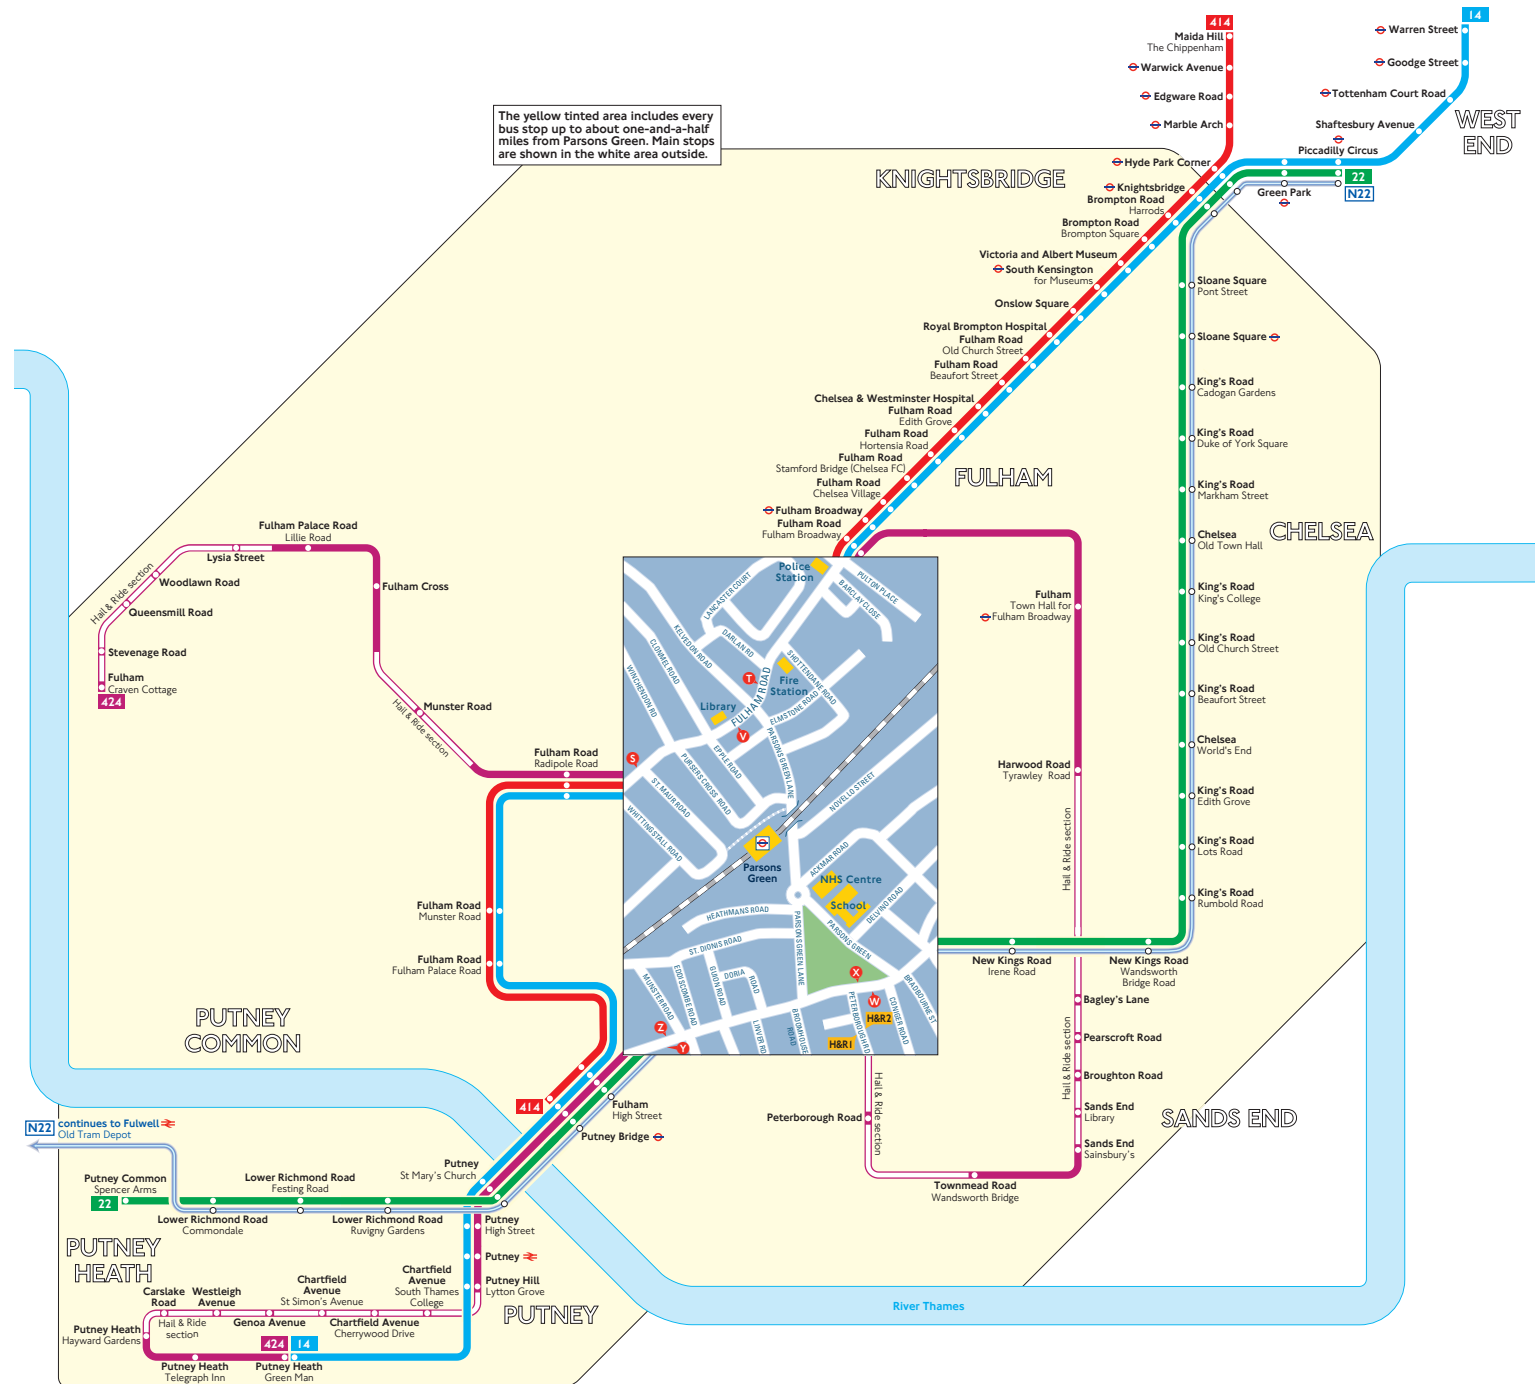 414
Maida Hill
The Chippenham
Warwick Avenue
Edgware Road
Marble Arch
Hyde Park Corner
Knightsbridge
Brompton Road
Harrods
Brompton Road
Brompton Square
Victoria and Albert Museum
South Kensington
for Museums
Onslow Square
Royal Brompton Hospital
Fulham Road
Old Church Street
Fulham Road
Beaufort Street
Chelsea & Westminster Hospital
Fulham Road
Edith Grove
Fulham Road
Hortensia Road
Fulham Road
Stamford Bridge (Chelsea FC)
Fulham Road
Chelsea Village
Fulham Broadway
Fulham Road
Fulham Broadway
14
Warren Street
Goodge Street
Tottenham Court Road
Shaftesbury Avenue
Piccadilly Circus
22
N22
Green Park
WEST
END
The yellow tinted area includes every
bus stop up to about one-and-a-half
miles from Parsons Green. Main stops
are shown in the white area outside.
KNIGHTSBRIDGE
FULHAM
CHELSEA
Sloane Square
Pont Street
Sloane Square
King's Road
Cadogan Gardens
King's Road
Duke of York Square
King's Road
Markham Street
Chelsea
Old Town Hall
King's Road
King's College
King's Road
Old Church Street
King's Road
Beaufort Street
Chelsea
World's End
King's Road
Edith Grove
King's Road
Lots Road
King's Road
Rumbold Road
New Kings Road
Irene Road
New Kings Road
Wandsworth
Bridge Road
Fulham Palace Road
Lillie Road
Lysia Street
Woodlawn Road
Queensmill Road
Hail & Ride section
Stevenage Road
Fulham
Craven Cottage
424
Fulham Cross
Munster Road
Hail & Ride section
Fulham Road
Radipole Road
Fulham Road
Munster Road
Fulham Road
Fulham Palace Road
Fulham
Town Hall for
Fulham Broadway
Harwood Road
Tyrawley Road
Hail & Ride section
Bagley's Lane
Pearscroft Road
Broughton Road
Hail & Ride section
Sands End
Library
Sands End
Sainsbury's
SANDS END
Townmead Road
Wandsworth Bridge
Peterborough Road
Hail & Ride section
Police
Station
LANCASTER COURT
PULTON PLACE
BARCLAY CLOSE
KELVEDON ROAD
DARLAN RD
CLONMEL ROAD
WINCHENDON RD
SHOTTENDANE ROAD
T
Fire
Station
FULHAM ROAD
ELMSTONE ROAD
Library
V
S
EPPLE ROAD
PARSONS GREEN LANE
PURSERS CROSS ROAD
ST. MAUR ROAD
WHITTINGSTALL ROAD
NOVELLO STREET
Parsons
Green
ACKMAR ROAD
NHS Centre
School
DELVINO ROAD
HEATHMANS ROAD
PARSONS GREEN
PARSONS GREEN LANE
ST. DIONIS ROAD
MUNSTER ROAD
EDDISCOMBE ROAD
GUION ROAD
DORIA
ROAD
LINVER RD
BROOMHOUSE
ROAD
PETERBOROUGH RD
CONIGER ROAD
BRADBOURNE ST
X
W
H&R2
H&R1
Z
Y
PUTNEY
COMMON
414
Fulham
High Street
Putney Bridge
N22
continues to Fulwell
Old Tram Depot
Putney
St Mary's Church
Putney Common
Spencer Arms
22
Lower Richmond Road
Festing Road
Lower Richmond Road
Commondale
Lower Richmond Road
Ruvigny Gardens
Putney
High Street
Putney
Putney Hill
Lytton Grove
PUTNEY
HEATH
PUTNEY
Chartfield
Avenue
South Thames
College
Chartfield
Avenue
St Simon's Avenue
Chartfield Avenue
Cherrywood Drive
Genoa Avenue
Westleigh
Avenue
Carslake
Road
Hail & Ride
section
Putney Heath
Hayward Gardens
Putney Heath
Telegraph Inn
424
14
Putney Heath
Green Man
River Thames